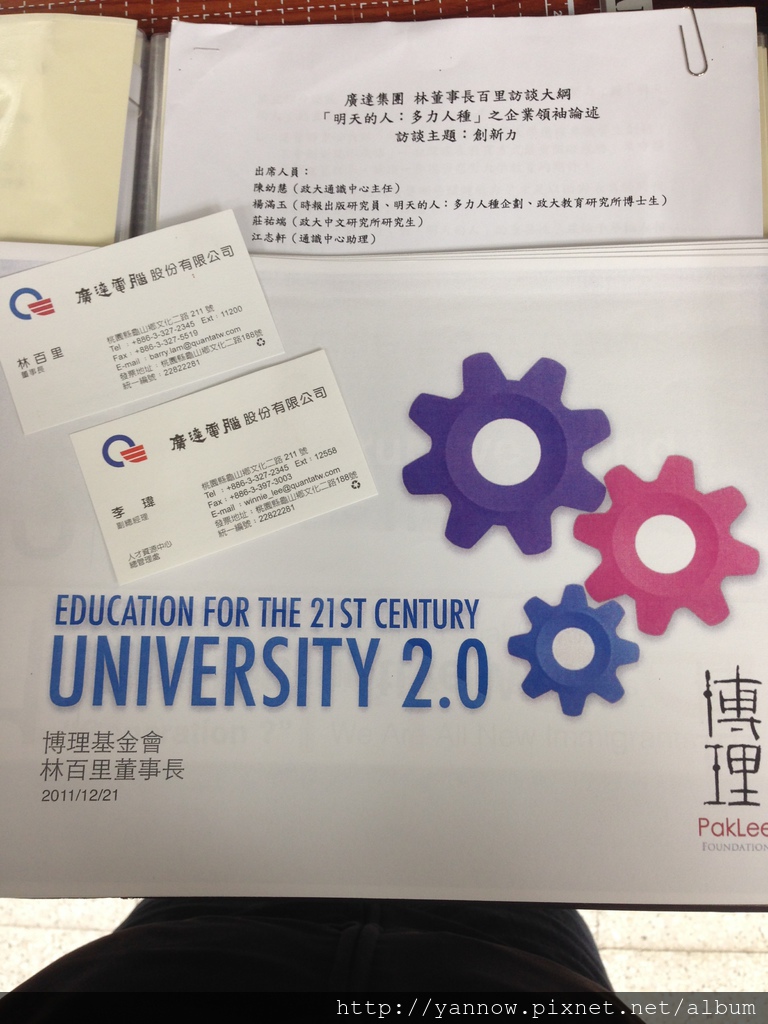 廣達集團 林董事長百里訪談大綱
「明天的人：多力人種」之企業領袖論述
訪談主題：創新力
出席人員：
陳幼慧（政大通識中心主任）
楊滿玉（時報出版研究員、明天的人：多力人種企劃、政大教育研究所博士生）
莊祐端（政大中文研究所研究生）
江志軒（通識中心助理）
廣達電腦股份有限公司
林百里
董事長
桃園縣龜山鄉文化二路 211 號
Tel：+886-3-327-2345 Ext：11200
Fax：+886-3-327-5519
E-mail：barry.lam@quantatw.com
發票地址：桃園縣龜山鄉文化二路188號
統一編號：22822281
廣達電腦股份有限公司
李 瑋
副總經理
人才資源中心
總管理處
桃園縣龜山鄉文化二路 211 號
Tel：+886-3-327-2345 Ext：12558
Fax：+886-3-397-3003
E-mail：winnie_lee@quantatw.com
發票地址：桃園縣龜山鄉文化二路188號
統一編號：22822281
EDUCATION FOR THE 21ST CENTURY
UNIVERSITY 2.0
博理基金會
林百里董事長
2011/12/21
博理
PakLee
FOUNDATION
http://yannow.pixnet.net/album